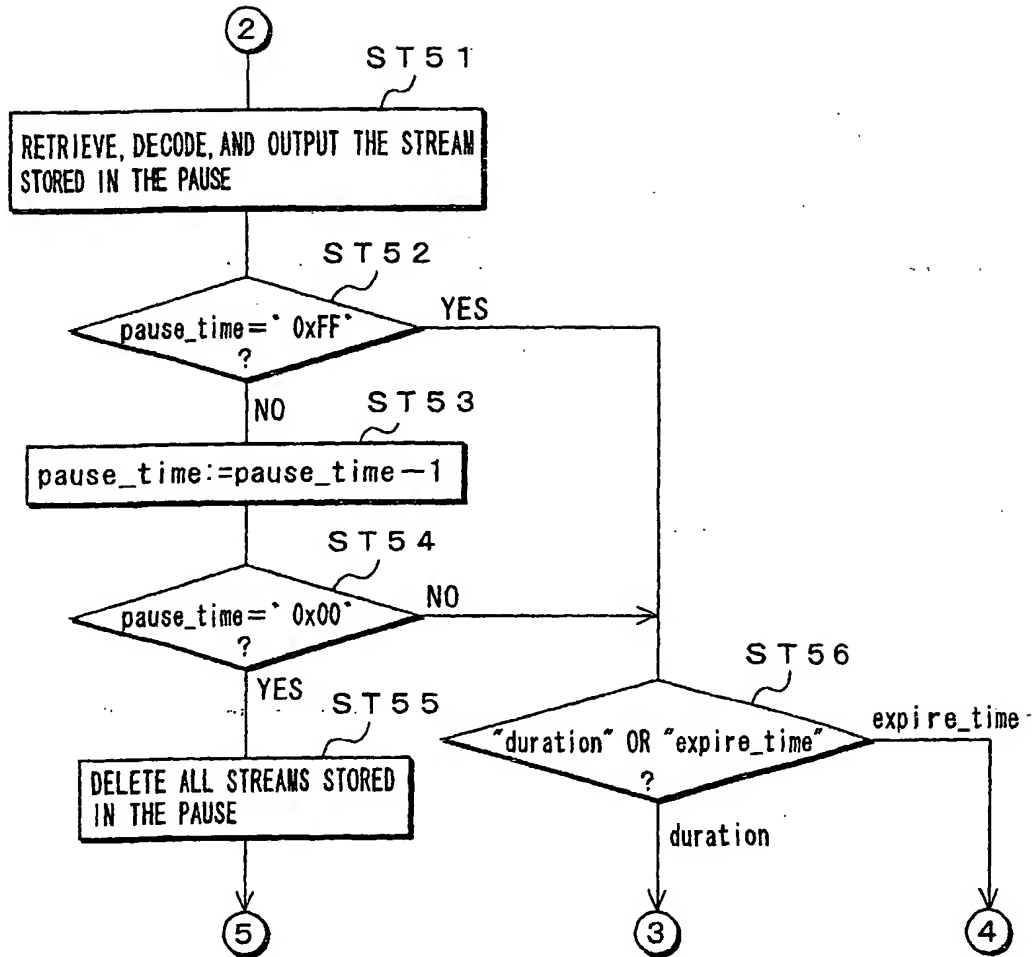 2
ST51
RETRIEVE, DECODE, AND OUTPUT THE STREAM
STORED IN THE PAUSE
ST52
pause_time=` 0xFF`
?
YES
NO
ST53
pause_time:=pause_time-1
ST54
pause_time=` 0x00`
?
NO
YES
ST55
DELETE ALL STREAMS STORED
IN THE PAUSE
ST56
"duration" OR "expire_time"
?
expire_time
duration
5
3
4